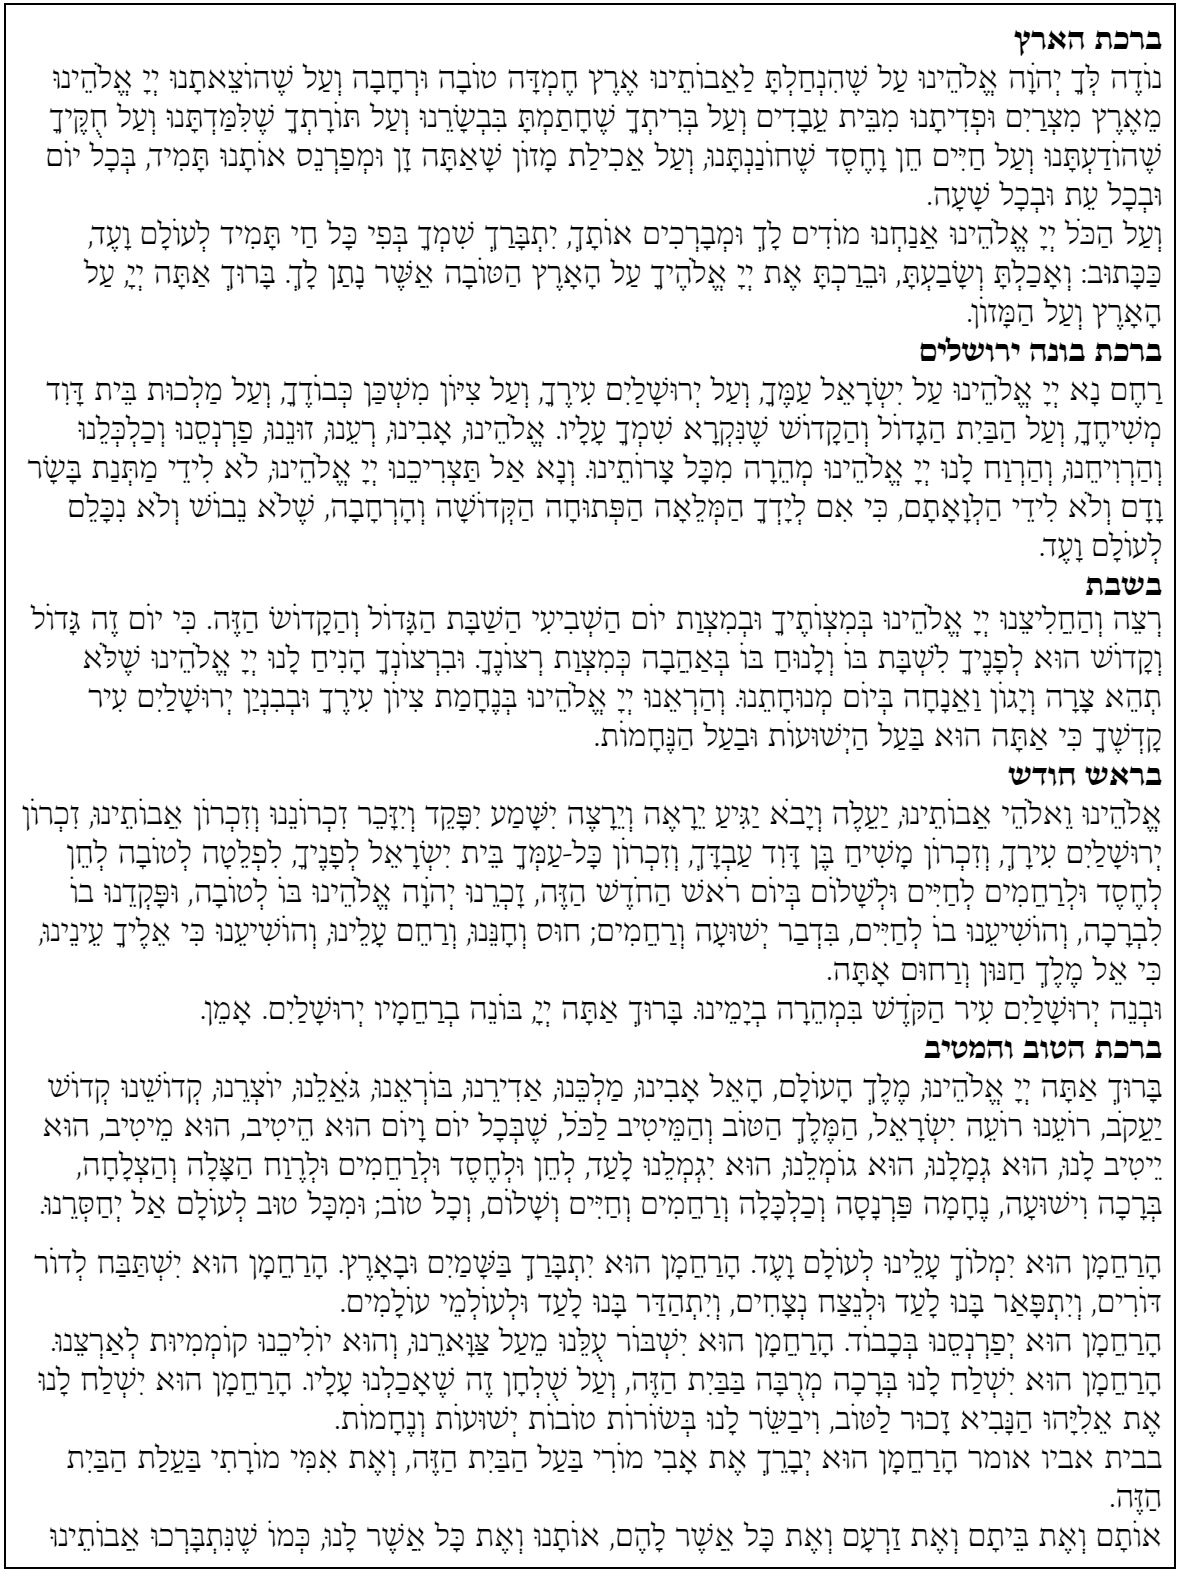 ברכת הארץ
נוֹדֶה לְּךָ יְהֹוָה אֱלֹהֵינוּ עַל שֶׁהִנְחַלְתָּ לַאֲבוֹתֵינוּ אֶרֶץ חֶמְדָּה טוֹבָה וּרְחָבָה וְעַל שֶׁהוֹצֵאתָנוּ יְיָ אֱלֹהֵינוּ
מֵאֶרֶץ מִצְרַיִם וּפְדִיתָנוּ מִבֵּית עֲבָדִים וְעַל בְּרִיתְךָ שֶׁחָתַמְתָּ בִּבְשָׂרֵנוּ וְעַל תּוֹרָתְךָ שֶׁלִּמַּדְתָּנוּ וְעַל חֻקֶּיךָ
שֶׁהוֹדַעְתָּנוּ וְעַל חַיִּים חֵן וָחֶסֶד שֶׁחוֹנַנְתָּנוּ, וְעַל אֲכִילַת מָזוֹן שָׁאַתָּה זָן וּמְפַרְנֵס אוֹתָנוּ תָּמִיד, בְּכָל יוֹם
וּבְכָל עֵת וּבְכָל שָׁעָה.
וְעַל הַכֹּל יְיָ אֱלֹהֵינוּ אֲנַחְנוּ מוֹדִים לָךְ וּמְבָרְכִים אוֹתָךְ, יִתְבָּרַךְ שִׁמְךָ בְּפִי כָּל חַי תָּמִיד לְעוֹלָם וָעֶד,
כַּכָּתוּב: וְאָכַלְתָּ וְשָׂבַעְתָּ, וּבֵרַכְתָּ אֶת יְיָ אֱלֹהֶיךָ עַל הָאָרֶץ הַטּוֹבָה אֲשֶּׁר נָתַן לָךְ. בָּרוּךְ אַתָּה יְיָ, עַל
הָאָרֶץ וְעַל הַמָּזוֹן.
ברכת בונה ירושלים
רַחֶם נָא יְיָ אֱלֹהֵינוּ עַל יִשְׂרָאֵל עַמֶּךָ, וְעַל יְרוּשָׁלַיִם עִירֶךָ, וְעַל צִיּוֹן מִשְׁכַּן כְּבוֹדֶךָ, וְעַל מַלְכוּת בֵּית דָּוִד
מְשִׁיחֶךָ, וְעַל הַבַּיִת הַגָדוֹל וְהַקָדוֹשׁ שֶׁנִּקְרָא שִׁמְךָ עָלָיו. אֱלֹהֵינוּ, אָבִינוּ, רְעֵנוּ, זוּנֵנוּ, פַרְנְסֵנוּ וְכַלְכְּלֵנוּ
וְהַרְוִיחֵנוּ, וְהַרְוַח לָנוּ יְיָ אֱלֹהֵינוּ מְהֵרָה מִכָּל צָרוֹתֵינוּ. וְנָא אַל תַּצְרִיכֵנוּ יְיָ אֱלֹהֵינוּ, לֹא לִידֵי מַתְּנַת בָּשָׂר
וָדָם וְלֹא לִידֵי הַלְוָאָתָם, כִּי אִם לְיָדְךָ הַמְּלֵאָה הַפְּתוּחָה הַקְּדוֹשָׁה וְהָרְחָבָה, שֶׁלֹא נֵבוֹשׁ וְלֹא נִכָּלֵם
לְעוֹלָם וָעֶד.
בשבת
רְצֵה וְהַחֲלִיצֵנוּ יְיָ אֱלֹהֵינוּ בְּמִצְוֹתֶיךָ וּבְמִצְוַת יוֹם הַשְׁבִיעִי הַשַׁבָּת הַגָּדוֹל וְהַקָדוֹשׂ הַזֶּה. כִּי יוֹם זֶה גָּדוֹל
וְקָדוֹשׁ הוּא לְפָנֶיךָ לִשְׁבָּת בּוֹ וְלָנוּחַ בּוֹ בְּאַהֲבָה כְּמִצְוַת רְצוֹנֶךָ. וּבִרְצוֹנְךָ הָנִיחַ לָנוּ יְיָ אֱלֹהֵינוּ שֶׁלֹּא
תְהֵא צָרָה וְיָגוֹן וַאֲנָחָה בְּיוֹם מְנוּחָתֵנוּ. וְהַרְאֵנוּ יְיָ אֱלֹהֵינוּ בְּנֶחָמַת צִיוֹן עִירֶךָ וּבְבִנְיַן יְרוּשָׁלַיִם עִיר
קָדְשֶׁךָ כִּי אַתָּה הוּא בַּעַל הַיְשׁוּעוֹת וּבַעַל הַנֶּחָמוֹת.
בראש חודש
אֱלֹהֵינוּ וֵאלֹהֵי אֲבוֹתֵינוּ, יַעֲלֶה וְיָבֹא יַגִּיעַ יֵרָאֶה וְיֵרָצֶה יִשָּׁמַע יִפָּקֵד וְיִזָּכֵר זִכְרוֹנֵנוּ וְזִכְרוֹן אֲבוֹתֵינוּ, זִכְרוֹן
יְרוּשָׁלַיִם עִירָךְ, וְזִכְרוֹן מָשִׁיחַ בֶּן דָּוִד עַבְדָּךְ, וְזִכְרוֹן כָּל-עַמְּךָ בֵּית יִשְׂרָאֵל לְפָנֶיךָ, לִפְלֵטָה לְטוֹבָה לְחֵן
לְחֶסֶד וּלְרַחֲמִים לְחַיִּים וּלְשָׁלוֹם בְּיוֹם רֹאשׁ הַחֹדֶשׁ הַזֶּה, זָכְרֵנוּ יְהֹוָה אֱלֹהֵינוּ בּוֹ לְטוֹבָה, וּפָּקְדֵנוּ בוֹ
לִבְרָכָה, וְהוֹשִׁיעֵנוּ בוֹ לְחַיִּים, בִּדְבַר יְשׁוּעָה וְרַחֲמִים; חוּס וְחָנֵּנוּ, וְרַחֵם עָלֵינוּ, וְהוֹשִׁיעֵנוּ כִּי אֵלֶיךָ עֵינֵינוּ,
כִּי אֵל מֶלֶךְ חַנּוּן וְרַחוּם אָתָּה.
וּבְנֵה יְרוּשָׁלַיִם עִיר הַקֹּדֶשׁ בִּמְהֵרָה בְיָמֵינוּ. בָּרוּךְ אַתָּה יְיָ, בּוֹנֵה בְרַחֲמָיו יְרוּשָׁלַיִם. אָמֵן.
ברכת הטוב והמטיב
בָּרוּךְ אַתָּה יְיָ אֱלֹהֵינוּ, מֶלֶךְ הָעוֹלָם, הָאֵל אָבִינוּ, מַלְכֵּנוּ, אַדִירֵנוּ, בּוֹרְאֵנוּ, גֹּאֲלֵנוּ, יוֹצְרֵנוּ, קְדוֹשֵׁנוּ קְדוֹשׁ
יַעֲקֹב, רוֹעֵנוּ רוֹעֵה יִשְׂרָאֵל, הַמֶּלֶךְ הַטּוֹב וְהַמֵּיטִיב לַכֹּל, שֶׁבְּכָל יוֹם וָיוֹם הוּא הֵיטִיב, הוּא מֵיטִיב, הוּא
יֵיטִיב לָנוּ, הוּא גְמָלָנוּ, הוּא גוֹמְלֵנוּ, הוּא יִגְמְלֵנוּ לָעַד, לְחֵן וּלְחֶסֶד וּלְרַחֲמִים וּלְרֶוַח הַצָּלָה וְהַצְלָחָה,
בְּרָכָה וִישׁוּעָה, נֶחָמָה פַּרְנָסָה וְכַלְכָּלָה וְרַחֲמִים וְחַיִּים וְשָׁלוֹם, וְכָל טוֹב; וּמִכָּל טוּב לְעוֹלָם אַל יְחַסְּרֵנוּ.
הָרַחֲמָן הוּא יִמְלוֹךְ עָלֵינוּ לְעוֹלָם וָעֶד. הָרַחֲמָן הוּא יִתְבָּרַךְ בַּשָּׁמַיִם וּבָאָרֶץ. הָרַחֲמָן הוּא יִשְׁתַּבַּח לְדוֹר
דּוֹרִים, וְיִתְפָּאַר בָּנוּ לָעַד וּלְנֵצַח נְצָחִים, וְיִתְהַדַּר בָּנוּ לָעַד וּלְעוֹלְמֵי עוֹלָמִים.
הָרַחֲמָן הוּא יְפַרְנְסֵנוּ בְּכָבוֹד. הָרַחֲמָן הוּא יִשְׁבּוֹר עֻלֵּנוּ מֵעַל צַוָּארֵנוּ, וְהוּא יוֹלִיכֵנוּ קוֹמְמִיּוּת לְאַרְצֵנוּ.
הָרַחֲמָן הוּא יִשְׁלַח לָנוּ בְּרָכָה מְרֻבָּה בַּבַּיִת הַזֶּה, וְעַל שֻׁלְחָן זֶה שֶׁאָכַלְנוּ עָלָיו. הָרַחֲמָן הוּא יִשְׁלַח לָנוּ
אֶת אֵלִיָּהוּ הַנָּבִיא זָכוּר לַטּוֹב, וִיבַשֵּׂר לָנוּ בְּשׂוֹרוֹת טוֹבוֹת יְשׁוּעוֹת וְנֶחָמוֹת.
בבית אביו אומר הָרַחֲמָן הוּא יְבָרֵךְ אֶת אָבִי מוֹרִי בַּעַל הַבַּיִת הַזֶּה, וְאֶת אִמִּי מוֹרָתִי בַּעֲלַת הַבַּיִת
הַזֶּה.
אוֹתָם וְאֶת בֵּיתָם וְאֶת זַרְעָם וְאֶת כָּל אֲשֶׁר לָהֶם, אוֹתָנוּ וְאֶת כָּל אֲשֶׁר לָנוּ, כְּמוֹ שֶׁנִּתְבָּרְכוּ אֲבוֹתֵינוּ